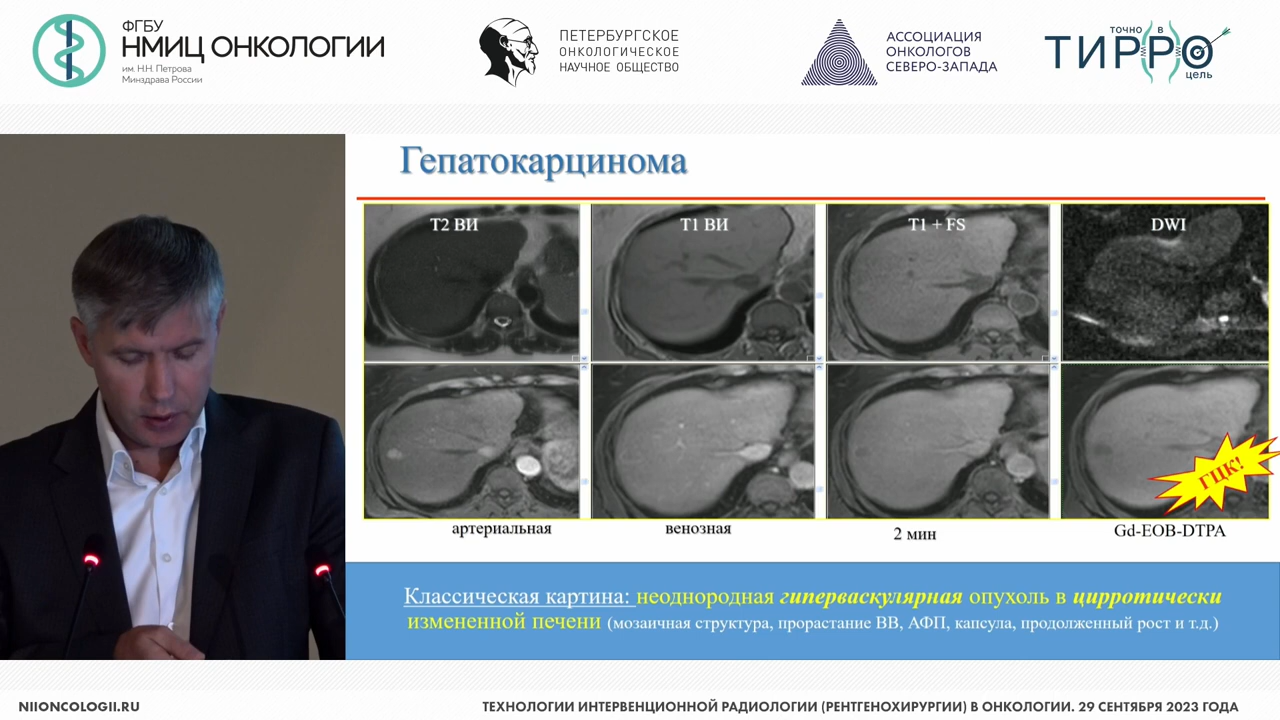 ФГБУ
НМИЦ ОНКОЛОГИИ
им. Н.Н. Петрова
Минздрава России
ПЕТЕРБУРГСКОЕ
ОНКОЛОГИЧЕСКОЕ
НАУЧНОЕ ОБЩЕСТВО
АССОЦИАЦИЯ
ОНКОЛОГОВ
СЕВЕРО-ЗАПАДА
ТОЧНО В
ТИРРО
цель
Гепатокарцинома
Т2 ВИ
Т1 ВИ
Т1 + FS
DWI
ГЦК!
артериальная
венозная
2 мин
Gd-EOB-DTPA
Классическая картина: неоднородная гиперваскулярная опухоль в цирротически
измененной печени (мозаичная структура, прорастание ВВ, АФП, капсула, продолженный рост и т.д.)
NIIONCOLOGII.RU
ТЕХНОЛОГИИ ИНТЕРВЕНЦИОННОЙ РАДИОЛОГИИ (РЕНТГЕНОХИРУРГИИ) В ОНКОЛОГИИ. 29 СЕНТЯБРЯ 2023 ГОДА